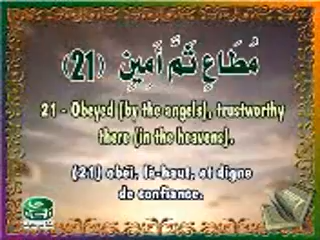 مُطَاعٍ ثَمَّ أَمِينٍ (21)
21 - Obeyed (by the angels), trustworthy
there (in the heavens).
(21) obéi, là-haut, et digne
de confiance.